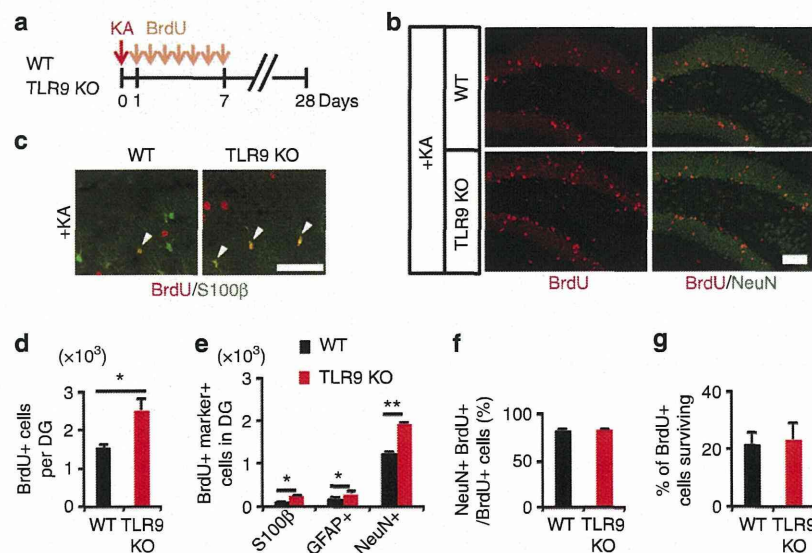 a
KA BrdU
WT
TLR9 KO
0 1 7 28 Days
b
+KA
WT
TLR9 KO
BrdU
BrdU/NeuN
c
WT TLR9 KO
+KA
BrdU/S100β
d
(×10³)
BrdU+ cells
per DG
3
2
1
0
*
WT TLR9
KO
e
(×10³)
WT
TLR9 KO
BrdU+ marker+
cells in DG
3
2
1
0
*
*
**
S100β
GFAP+
NeuN+
f
NeuN+ BrdU+
/BrdU+ cells (%)
100
50
0
WT TLR9
KO
g
% of BrdU+
cells surviving
40
20
0
WT TLR9
KO